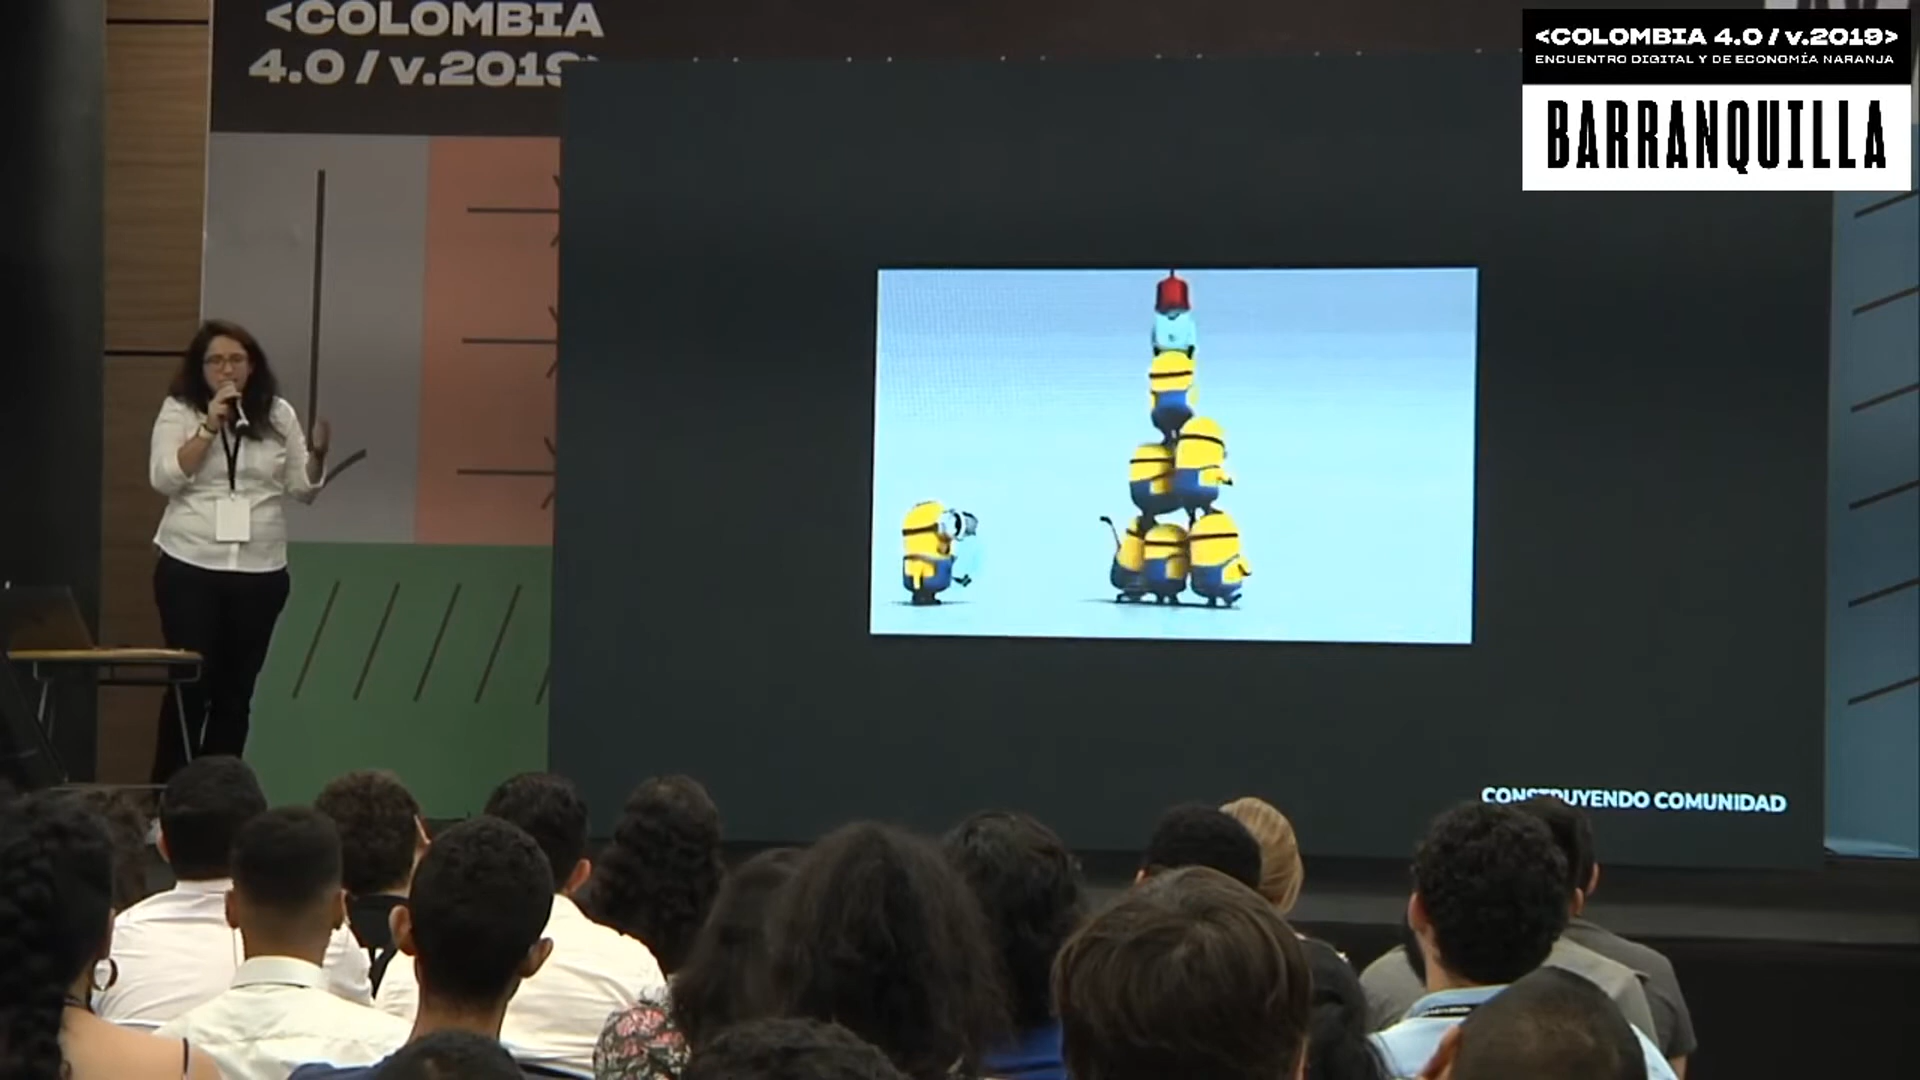 <COLOMBIA
4.0 / v.2019>
<COLOMBIA 4.0 / v.2019>
ENCUENTRO DIGITAL Y DE ECONOMÍA NARANJA
BARRANQUILLA
CONSTRUYENDO COMUNIDAD